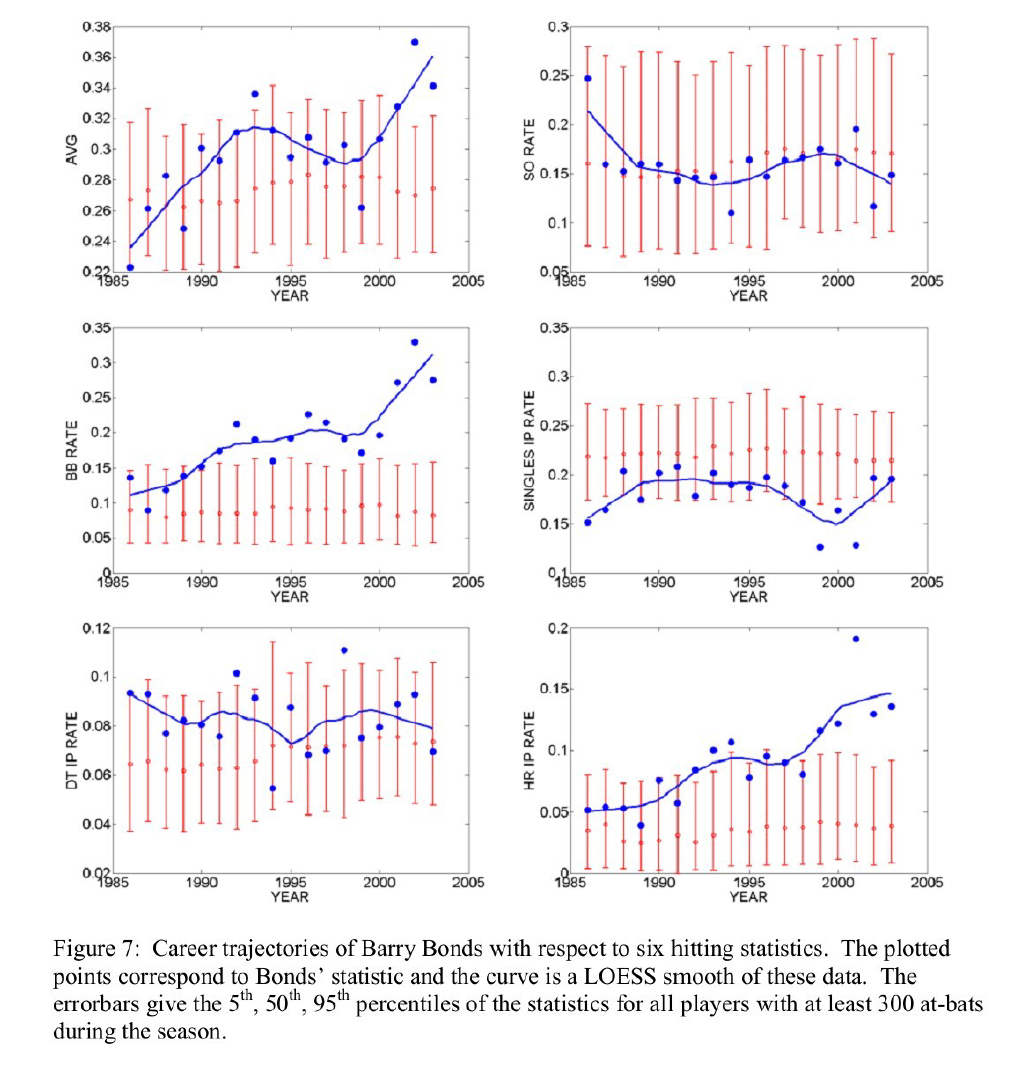 0.38
0.36
0.34
0.32
0.3
0.28
0.26
0.24
0.22
AVG
1985 1990 1995 2000 2005
YEAR
0.3
0.25
0.2
0.15
0.1
0.05
SO RATE
1985 1990 1995 2000 2005
YEAR
0.35
0.3
0.25
0.2
0.15
0.1
0.05
0
BB RATE
1985 1990 1995 2000 2005
YEAR
0.35
0.3
0.25
0.2
0.15
0.1
SINGLES IP RATE
1985 1990 1995 2000 2005
YEAR
0.12
0.1
0.08
0.06
0.04
0.02
DT IP RATE
1985 1990 1995 2000 2005
YEAR
0.2
0.15
0.1
0.05
0
HR IP RATE
1985 1990 1995 2000 2005
YEAR
Figure 7:  Career trajectories of Barry Bonds with respect to six hitting statistics.  The plotted
points correspond to Bonds’ statistic and the curve is a LOESS smooth of these data.  The
errorbars give the 5th, 50th, 95th percentiles of the statistics for all players with at least 300 at-bats
during the season.